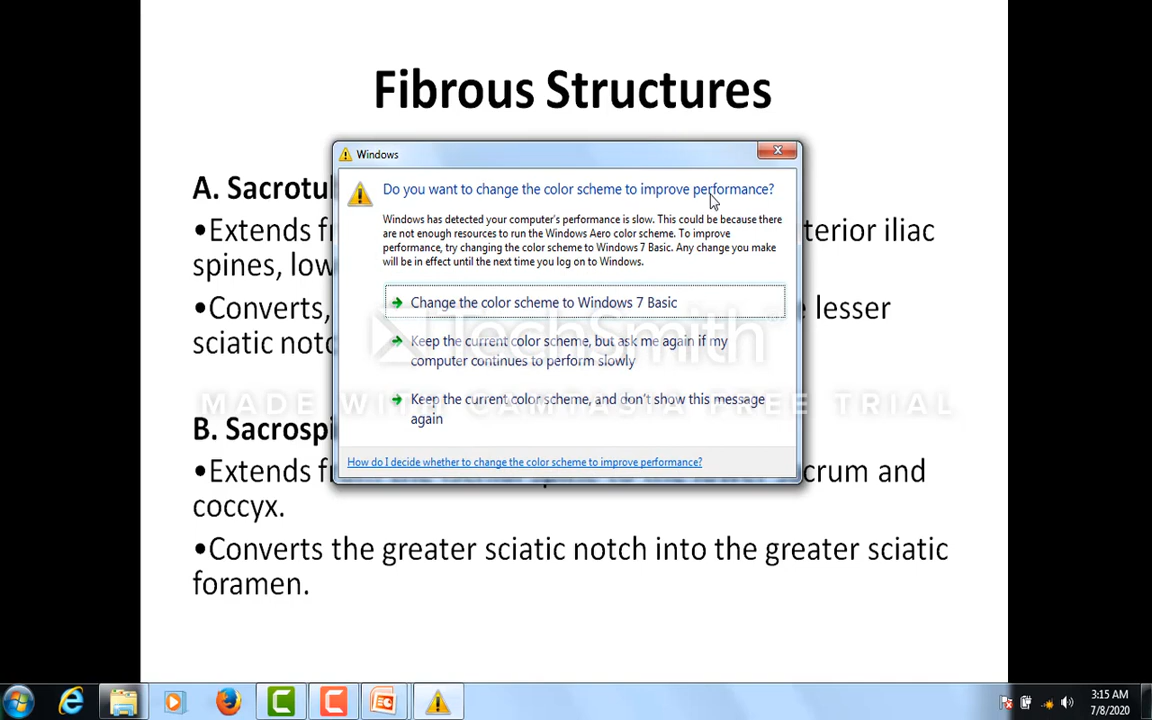 Fibrous Structures
Windows
A. Sacrotu
Do you want to change the color scheme to improve performance?
•Extends f
terior iliac
Windows has detected your computer's performance is slow. This could be because there
are not enough resources to run the Windows Aero color scheme. To improve
performance, try changing the color scheme to Windows 7 Basic. Any change you make
will be in effect until the next time you log on to Windows.
spines, low
•Converts,
lesser
Change the color scheme to Windows 7 Basic
sciatic notc
TechSmith
Keep the current color scheme, but ask me again if my
computer continues to perform slowly
MADE WITH CAMTASIA FREE TRIAL
Keep the current color scheme, and don't show this message
again
B. Sacrospi
How do I decide whether to change the color scheme to improve performance?
•Extends f
crum and
coccyx.
•Converts the greater sciatic notch into the greater sciatic
foramen.
3:15 AM
7/8/2020